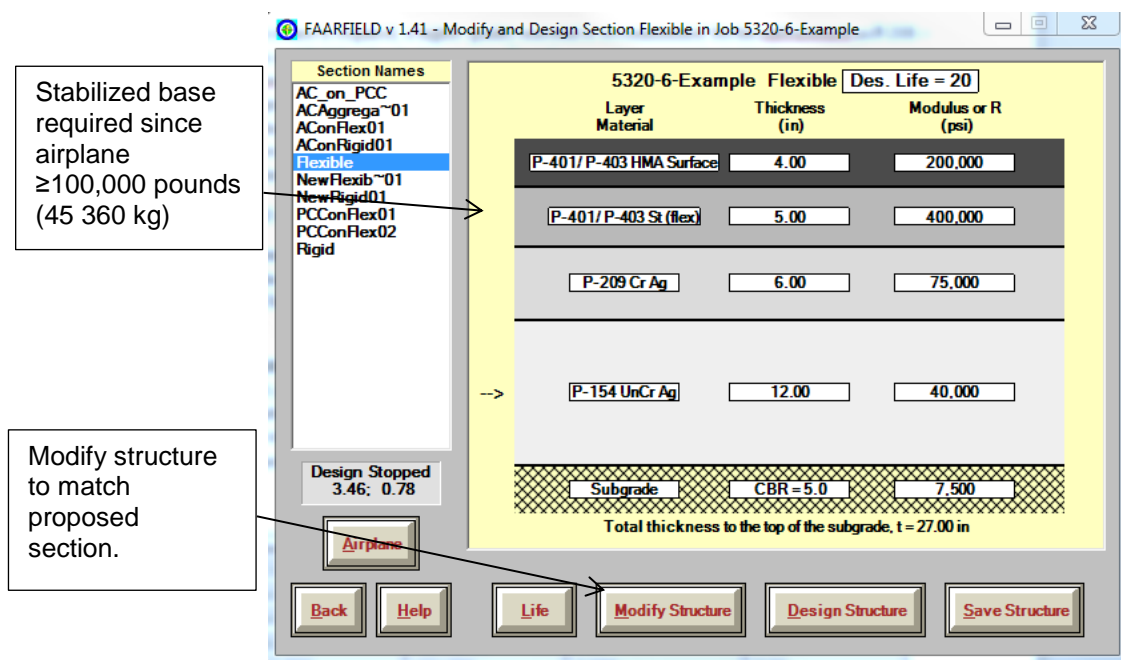 FAARFIELD v 1.41 - Modify and Design Section Flexible in Job 5320-6-Example
Stabilized base
required since
airplane
≥100,000 pounds
(45 360 kg)
Modify structure
to match
proposed
section.
Section Names
AC_on_PCC
ACAggrega~01
AConFlex01
AConRigid01
Flexible
NewFlexib~01
NewRigid01
PCConFlex01
PCConFlex02
Rigid
Design Stopped
3.46; 0.78
5320-6-Example Flexible Des. Life = 20
Layer Material Thickness (in) Modulus or R (psi)
P-401/ P-403 HMA Surface 4.00 200,000
P-401/ P-403 St (flex) 5.00 400,000
P-209 Cr Ag 6.00 75,000
--> P-154 UnCr Ag 12.00 40,000
Subgrade CBR = 5.0 7,500
Total thickness to the top of the subgrade, t = 27.00 in
Airplane
Back Help Life Modify Structure Design Structure Save Structure